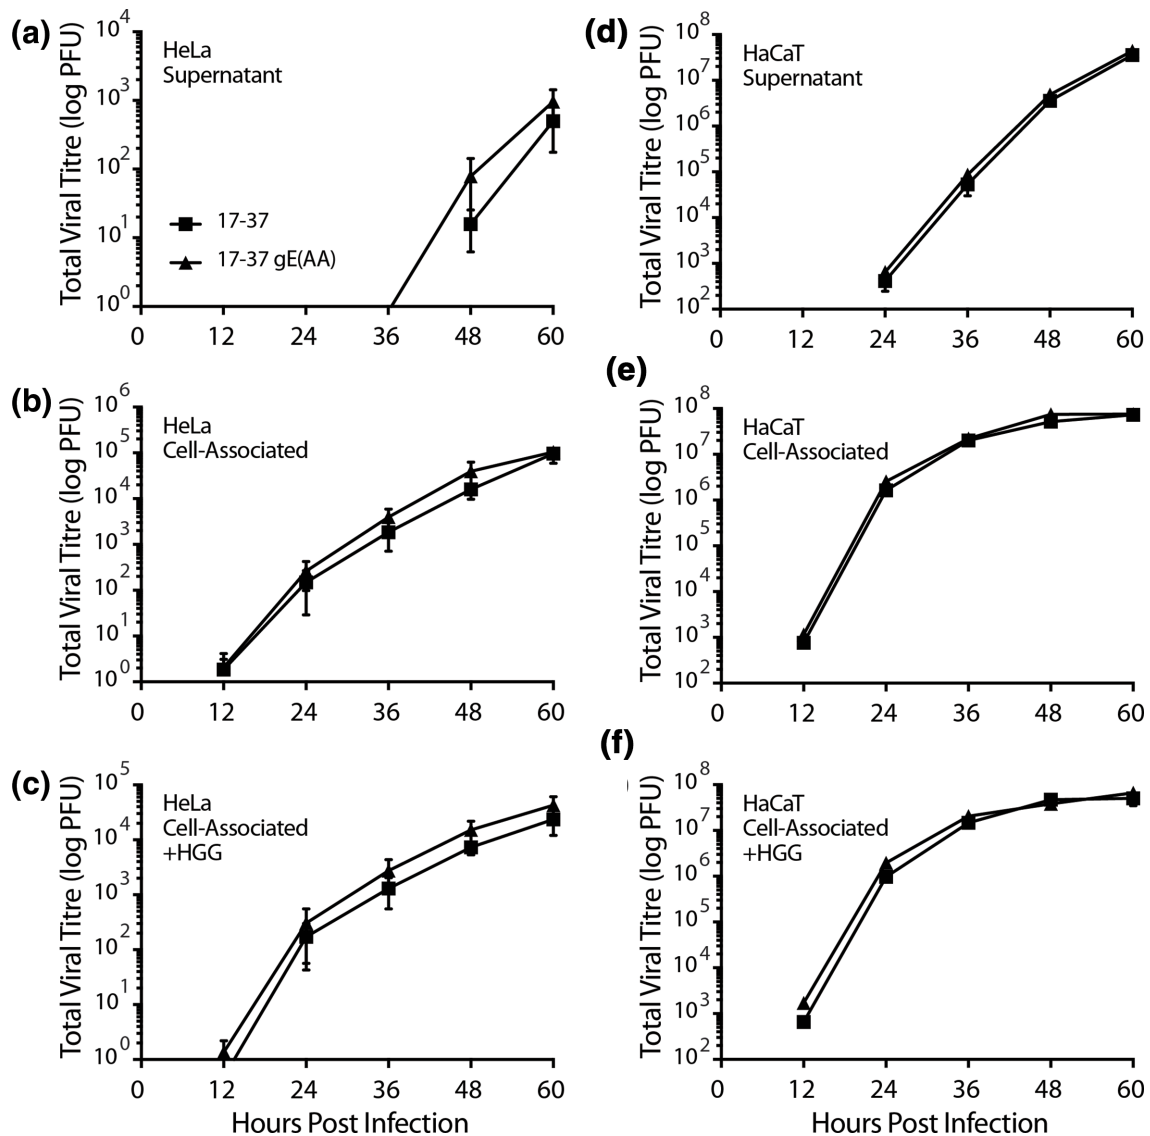 (a)
HeLa
Supernatant
Total Viral Titre (log PFU)
10^4
10^3
10^2
10^1
10^0
17-37
17-37 gE(AA)
0 12 24 36 48 60
(d)
HaCaT
Supernatant
Total Viral Titre (log PFU)
10^8
10^7
10^6
10^5
10^4
10^3
10^2
0 12 24 36 48 60
(b)
HeLa
Cell-Associated
Total Viral Titre (log PFU)
10^6
10^5
10^4
10^3
10^2
10^1
10^0
0 12 24 36 48 60
(e)
HaCaT
Cell-Associated
Total Viral Titre (log PFU)
10^8
10^7
10^6
10^5
10^4
10^3
10^2
0 12 24 36 48 60
(c)
HeLa
Cell-Associated
+HGG
Total Viral Titre (log PFU)
10^5
10^4
10^3
10^2
10^1
10^0
0 12 24 36 48 60
Hours Post Infection
(f)
HaCaT
Cell-Associated
+HGG
Total Viral Titre (log PFU)
10^8
10^7
10^6
10^5
10^4
10^3
10^2
0 12 24 36 48 60
Hours Post Infection